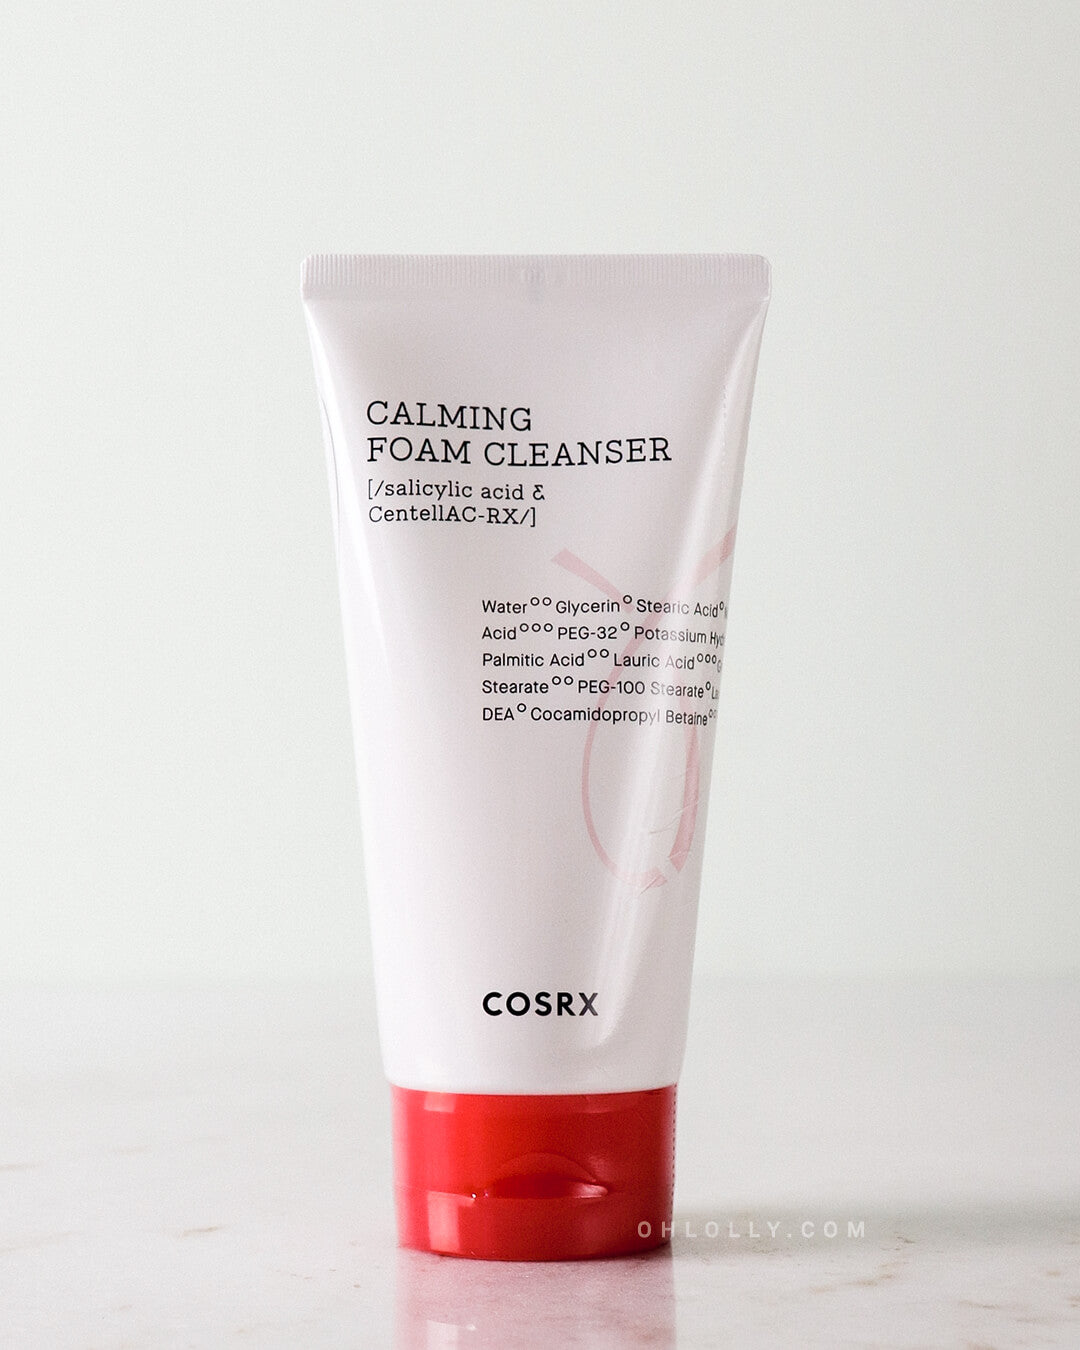 CALMING
FOAM CLEANSER
[/salicylic acid &
CentellAC-RX/]
Water°° Glycerin° Stearic Acid°
Acid°°° PEG-32° Potassium
Palmitic Acid°° Lauric Acid°°°
Stearate°° PEG-100 Stearate°
DEA° Cocamidopropyl Betaine°°
COSRX
OHLOLLY.COM